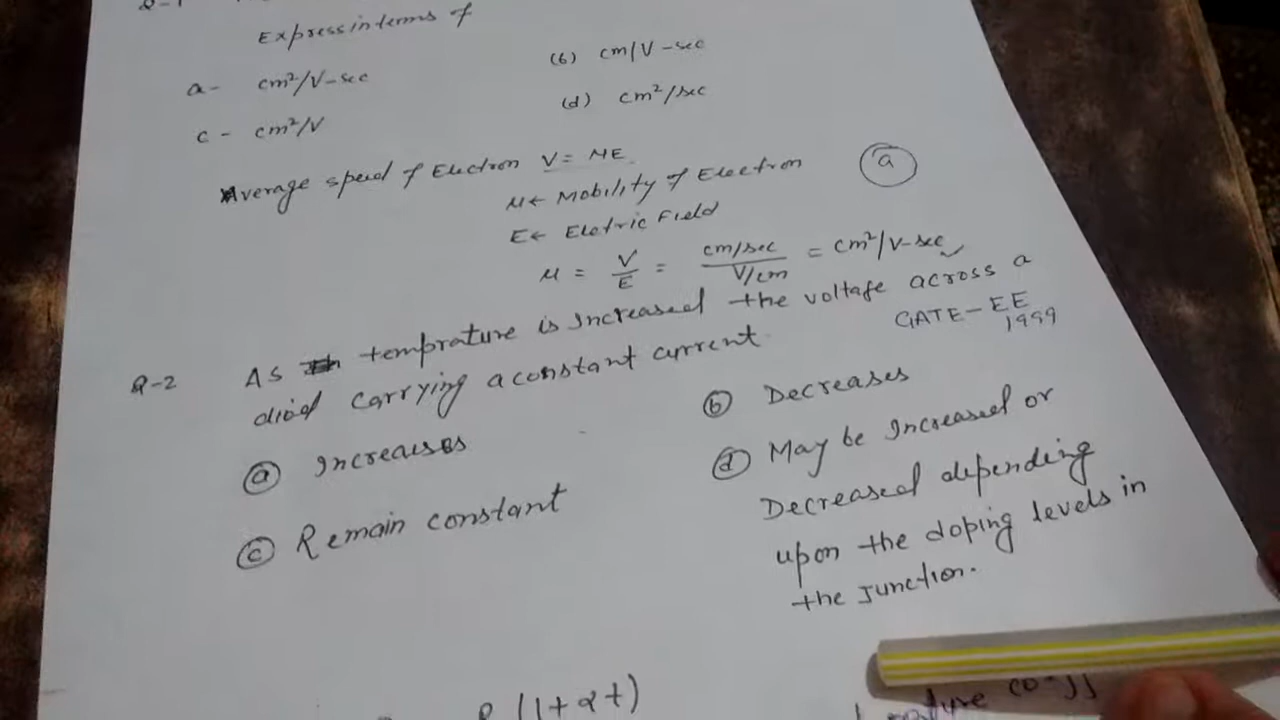 Q-1
Express in terms of
a- cm²/V-sec
(b) cm/V-sec
c- cm²/V
(d) cm²/sec
Average speed of Electron V = ME
μ← Mobility of Electron
(a)
E← Eletric Field
μ = V/E = cm/sec / V/cm = cm²/V-sec ✓
Q-2 As temprature is Increased the voltage across a
diod carrying a constant current
GATE-EE
1999
(a) Increases
(b) Decreases
(c) Remain constant
(d) May be Increased or
Decreased depending
upon the doping levels in
the junction.
(1+αt)